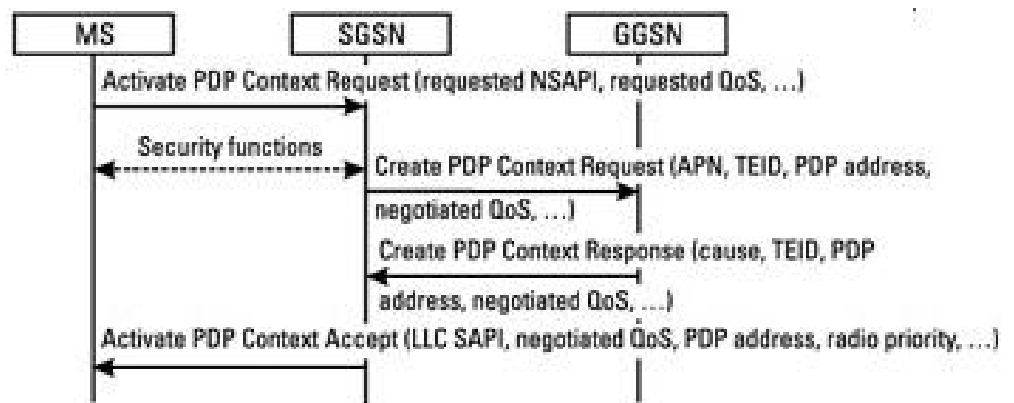 MS SGSN GGSN
Activate PDP Context Request (requested NSAPI, requested QoS, ...)
Security functions
Create PDP Context Request (APN, TEID, PDP address,
negotiated QoS, ...)
Create PDP Context Response (cause, TEID, PDP
address, negotiated QoS, ...)
Activate PDP Context Accept (LLC SAPI, negotiated QoS, PDP address, radio priority, ...)